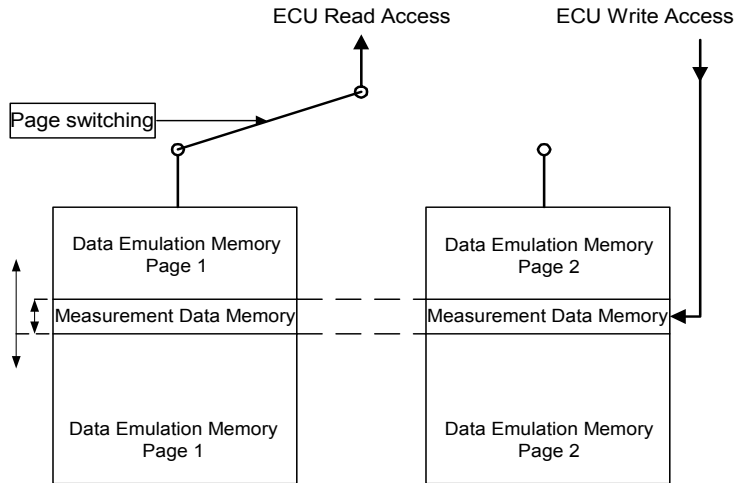 ECU Read Access
ECU Write Access
Page switching
Data Emulation Memory
Page 1
Data Emulation Memory
Page 2
Measurement Data Memory
Measurement Data Memory
Data Emulation Memory
Page 1
Data Emulation Memory
Page 2